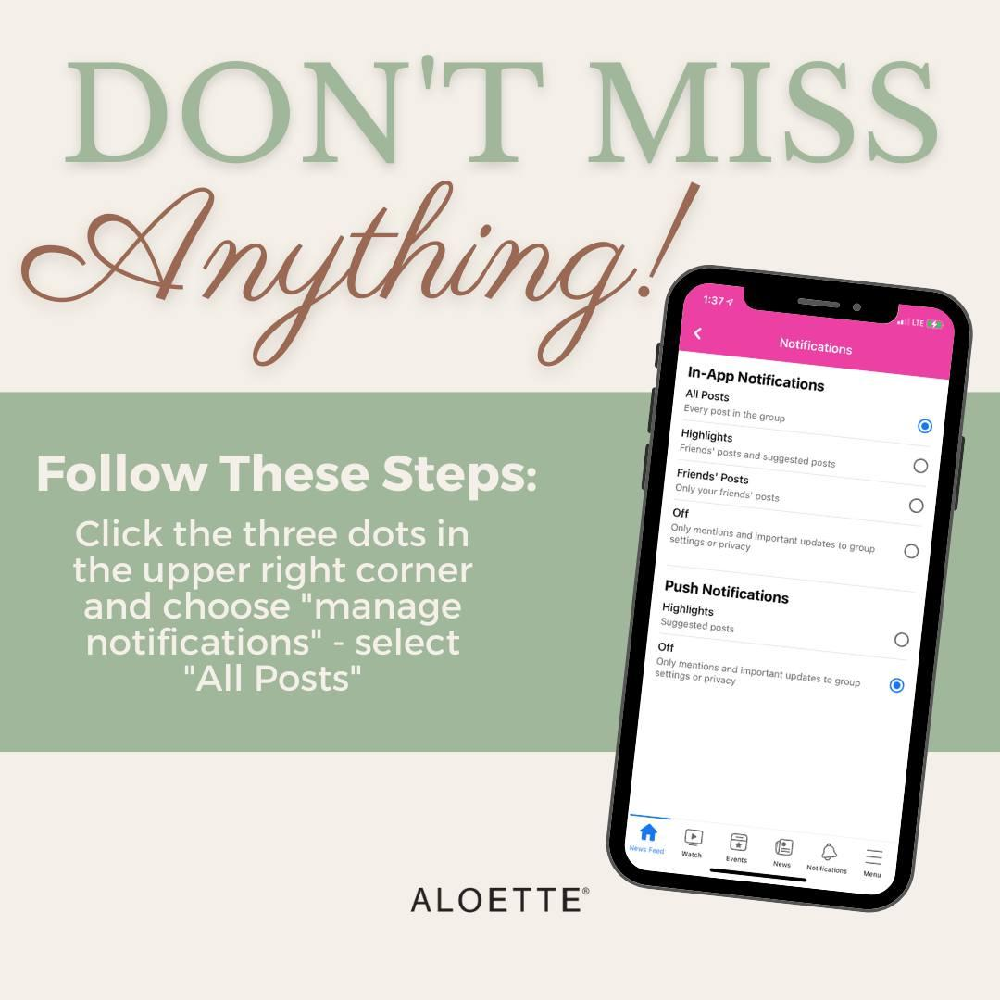 DON'T MISS
Anything!
Follow These Steps:
Click the three dots in
the upper right corner
and choose "manage
notifications" - select
"All Posts"
1:37
LTE
Notifications
In-App Notifications
All Posts
Every post in the group
Highlights
Friends' posts and suggested posts
Friends' Posts
Only your friends' posts
Off
Only mentions and important updates to group
settings or privacy
Push Notifications
Highlights
Suggested posts
Off
Only mentions and important updates to group
settings or privacy
News Feed
Watch
Events
News
Notifications
Menu
ALOETTE®